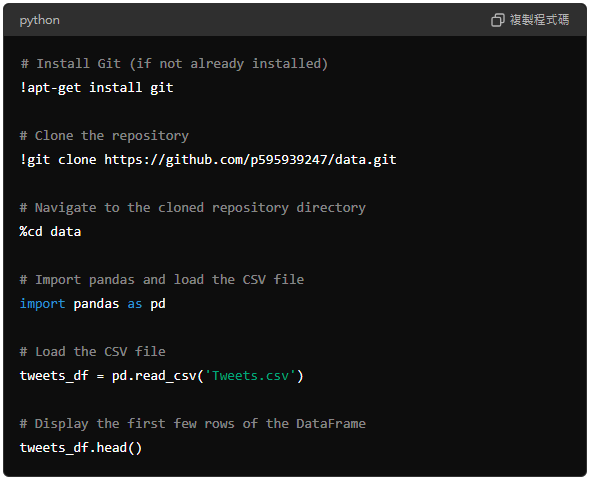 python
複製程式碼
# Install Git (if not already installed)
!apt-get install git
# Clone the repository
!git clone https://github.com/p595939247/data.git
# Navigate to the cloned repository directory
%cd data
# Import pandas and load the CSV file
import pandas as pd
# Load the CSV file
tweets_df = pd.read_csv('Tweets.csv')
# Display the first few rows of the DataFrame
tweets_df.head()